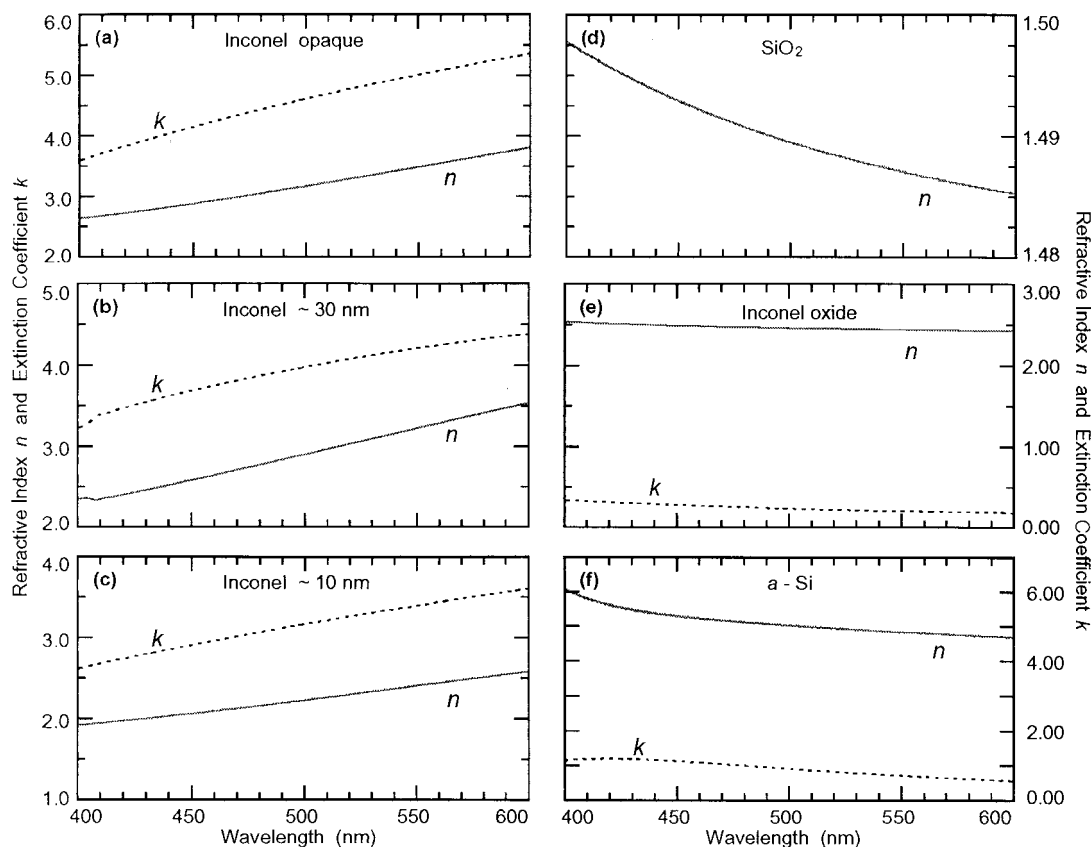 Refractive Index n and Extinction Coefficient k
(a)
Inconel opaque
6.0
5.0
4.0
3.0
2.0
k
n
(b)
Inconel ~ 30 nm
5.0
4.0
3.0
2.0
k
n
(c)
Inconel ~ 10 nm
4.0
3.0
2.0
1.0
k
n
400
450
500
550
600
Wavelength (nm)
(d)
SiO₂
1.50
1.49
1.48
n
(e)
Inconel oxide
3.00
2.00
1.00
0.00
n
k
(f)
a - Si
6.00
4.00
2.00
1.00
0.00
n
k
400
450
500
550
600
Wavelength (nm)
Refractive Index n and Extinction Coefficient k